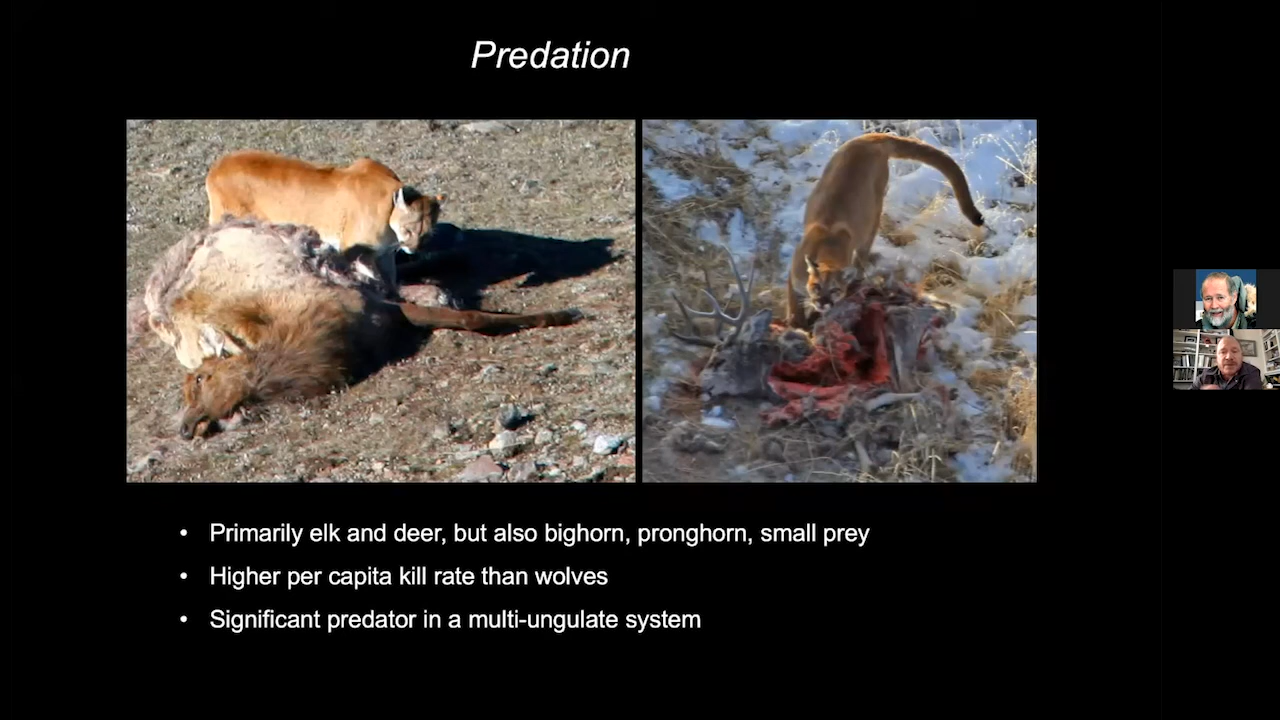 Predation
• Primarily elk and deer, but also bighorn, pronghorn, small prey
• Higher per capita kill rate than wolves
• Significant predator in a multi-ungulate system